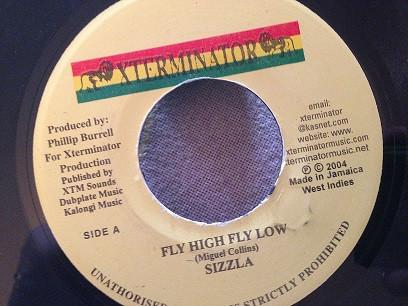 XTERMINATOR
Produced by:
Phillip Burrell
For Xterminator
Production
Published by
XTM Sounds
Dubplate Music
Kalongi Music
SIDE A
email:
xterminator
@kasnet.com
website: www.
xterminatormusic.com
xterminatormusic.net
℗ © 2004
Made in Jamaica
West Indies
FLY HIGH FLY LOW
(Miguel Collins)
SIZZLA
UNAUTHORISED STRICTLY PROHIBITED